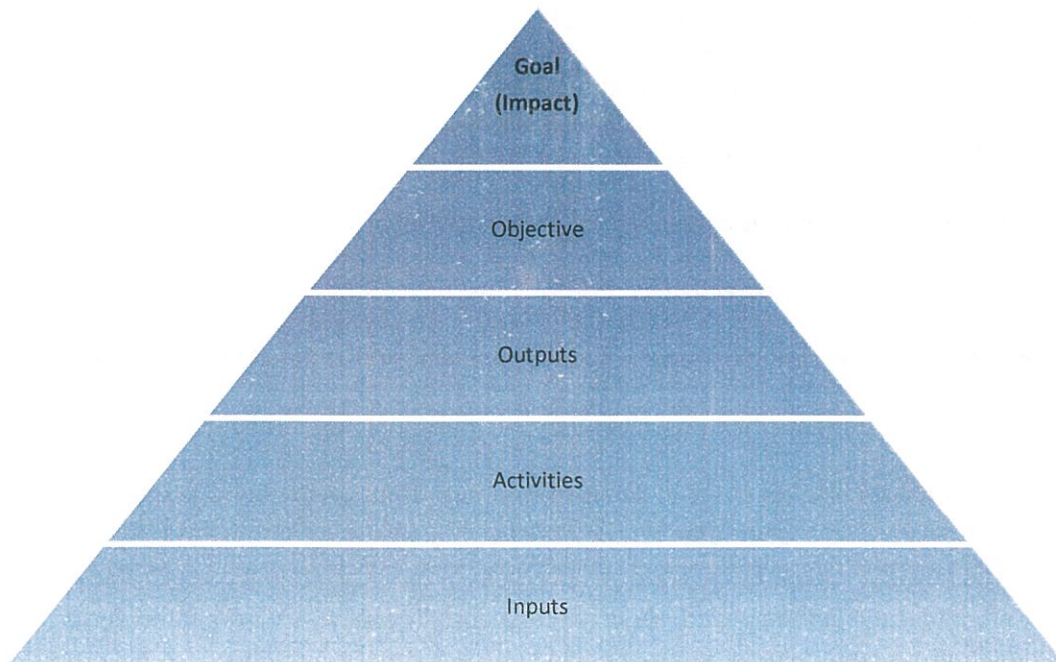 Goal
(Impact)
Objective
Outputs
Activities
Inputs